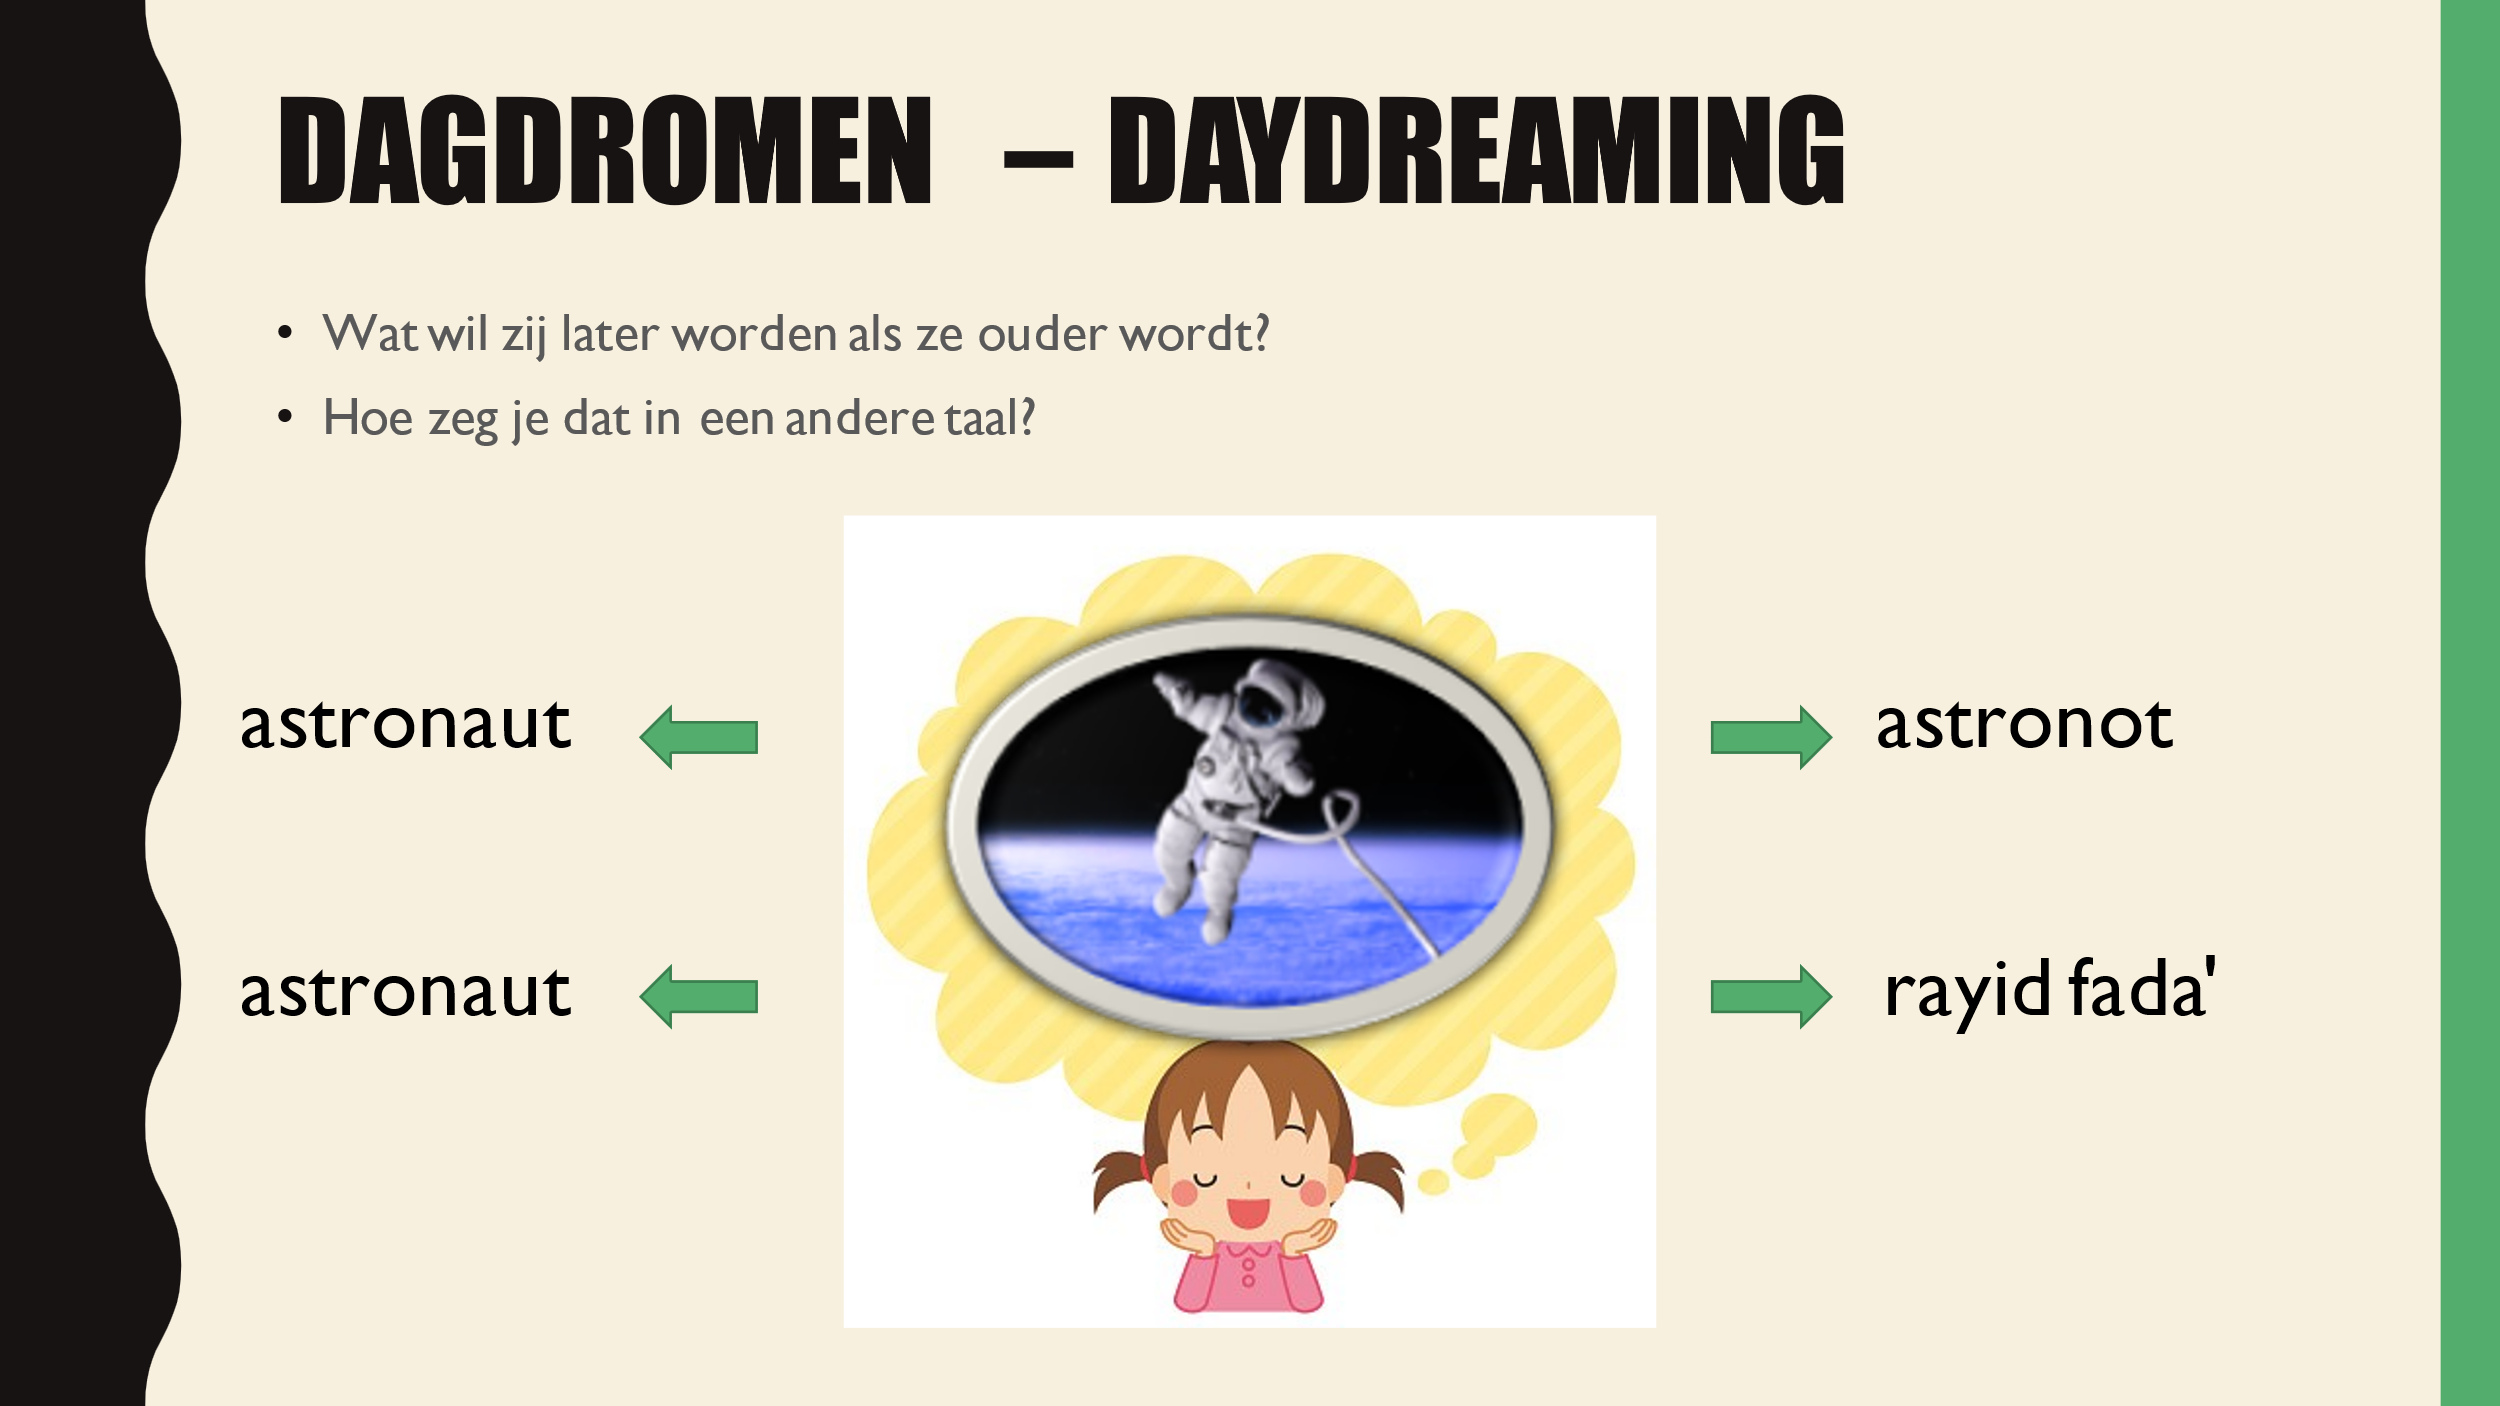 DAGDROMEN – DAYDREAMING
• Wat wil zij later worden als ze ouder wordt?
• Hoe zeg je dat in een andere taal?
astronaut
astronot
astronaut
rayid fada'